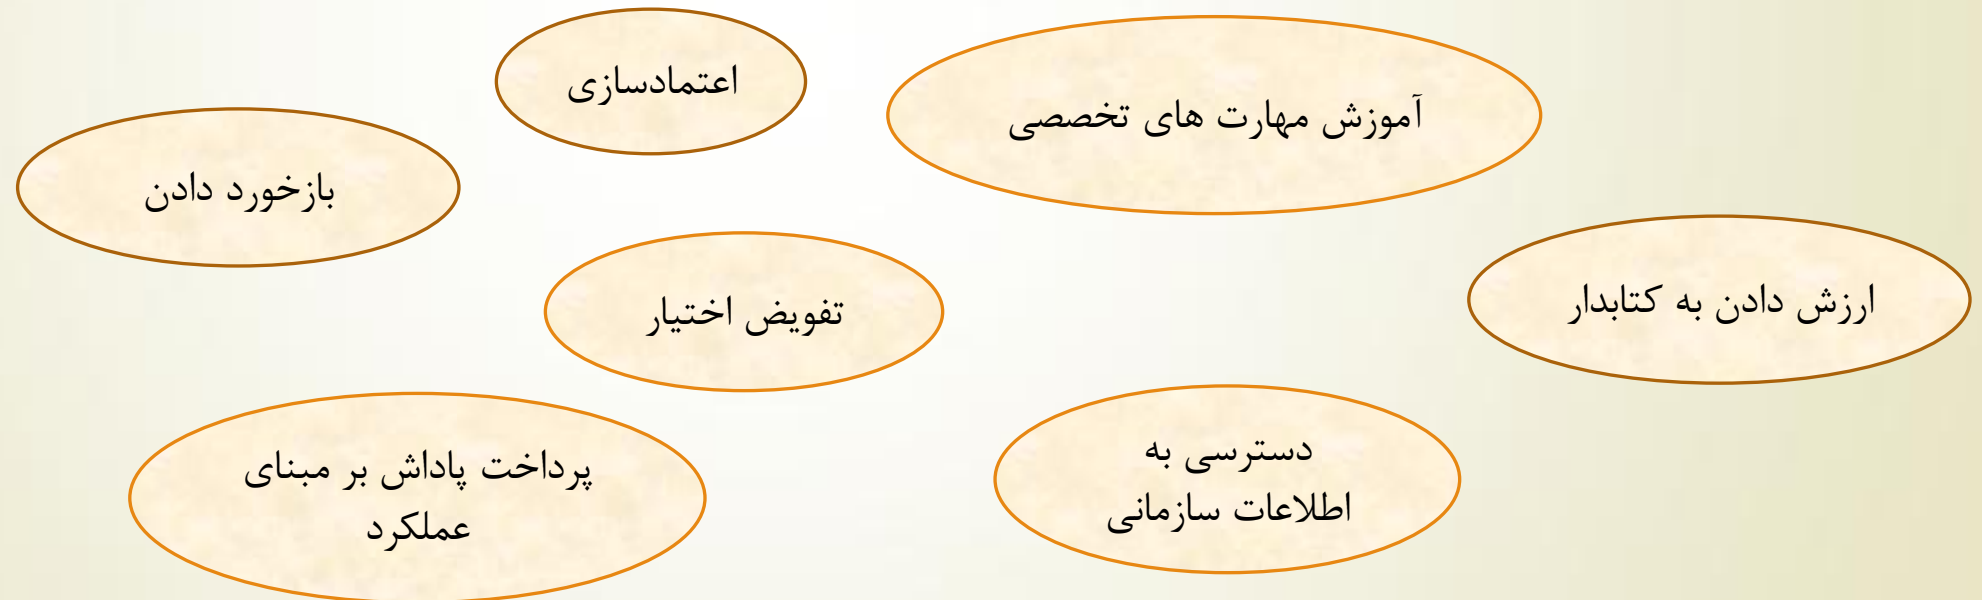 اعتمادسازی
آموزش مهارت های تخصصی
بازخورد دادن
تفویض اختیار
ارزش دادن به کتابدار
پرداخت پاداش بر مبنای
عملکرد
دسترسی به
اطلاعات سازمانی